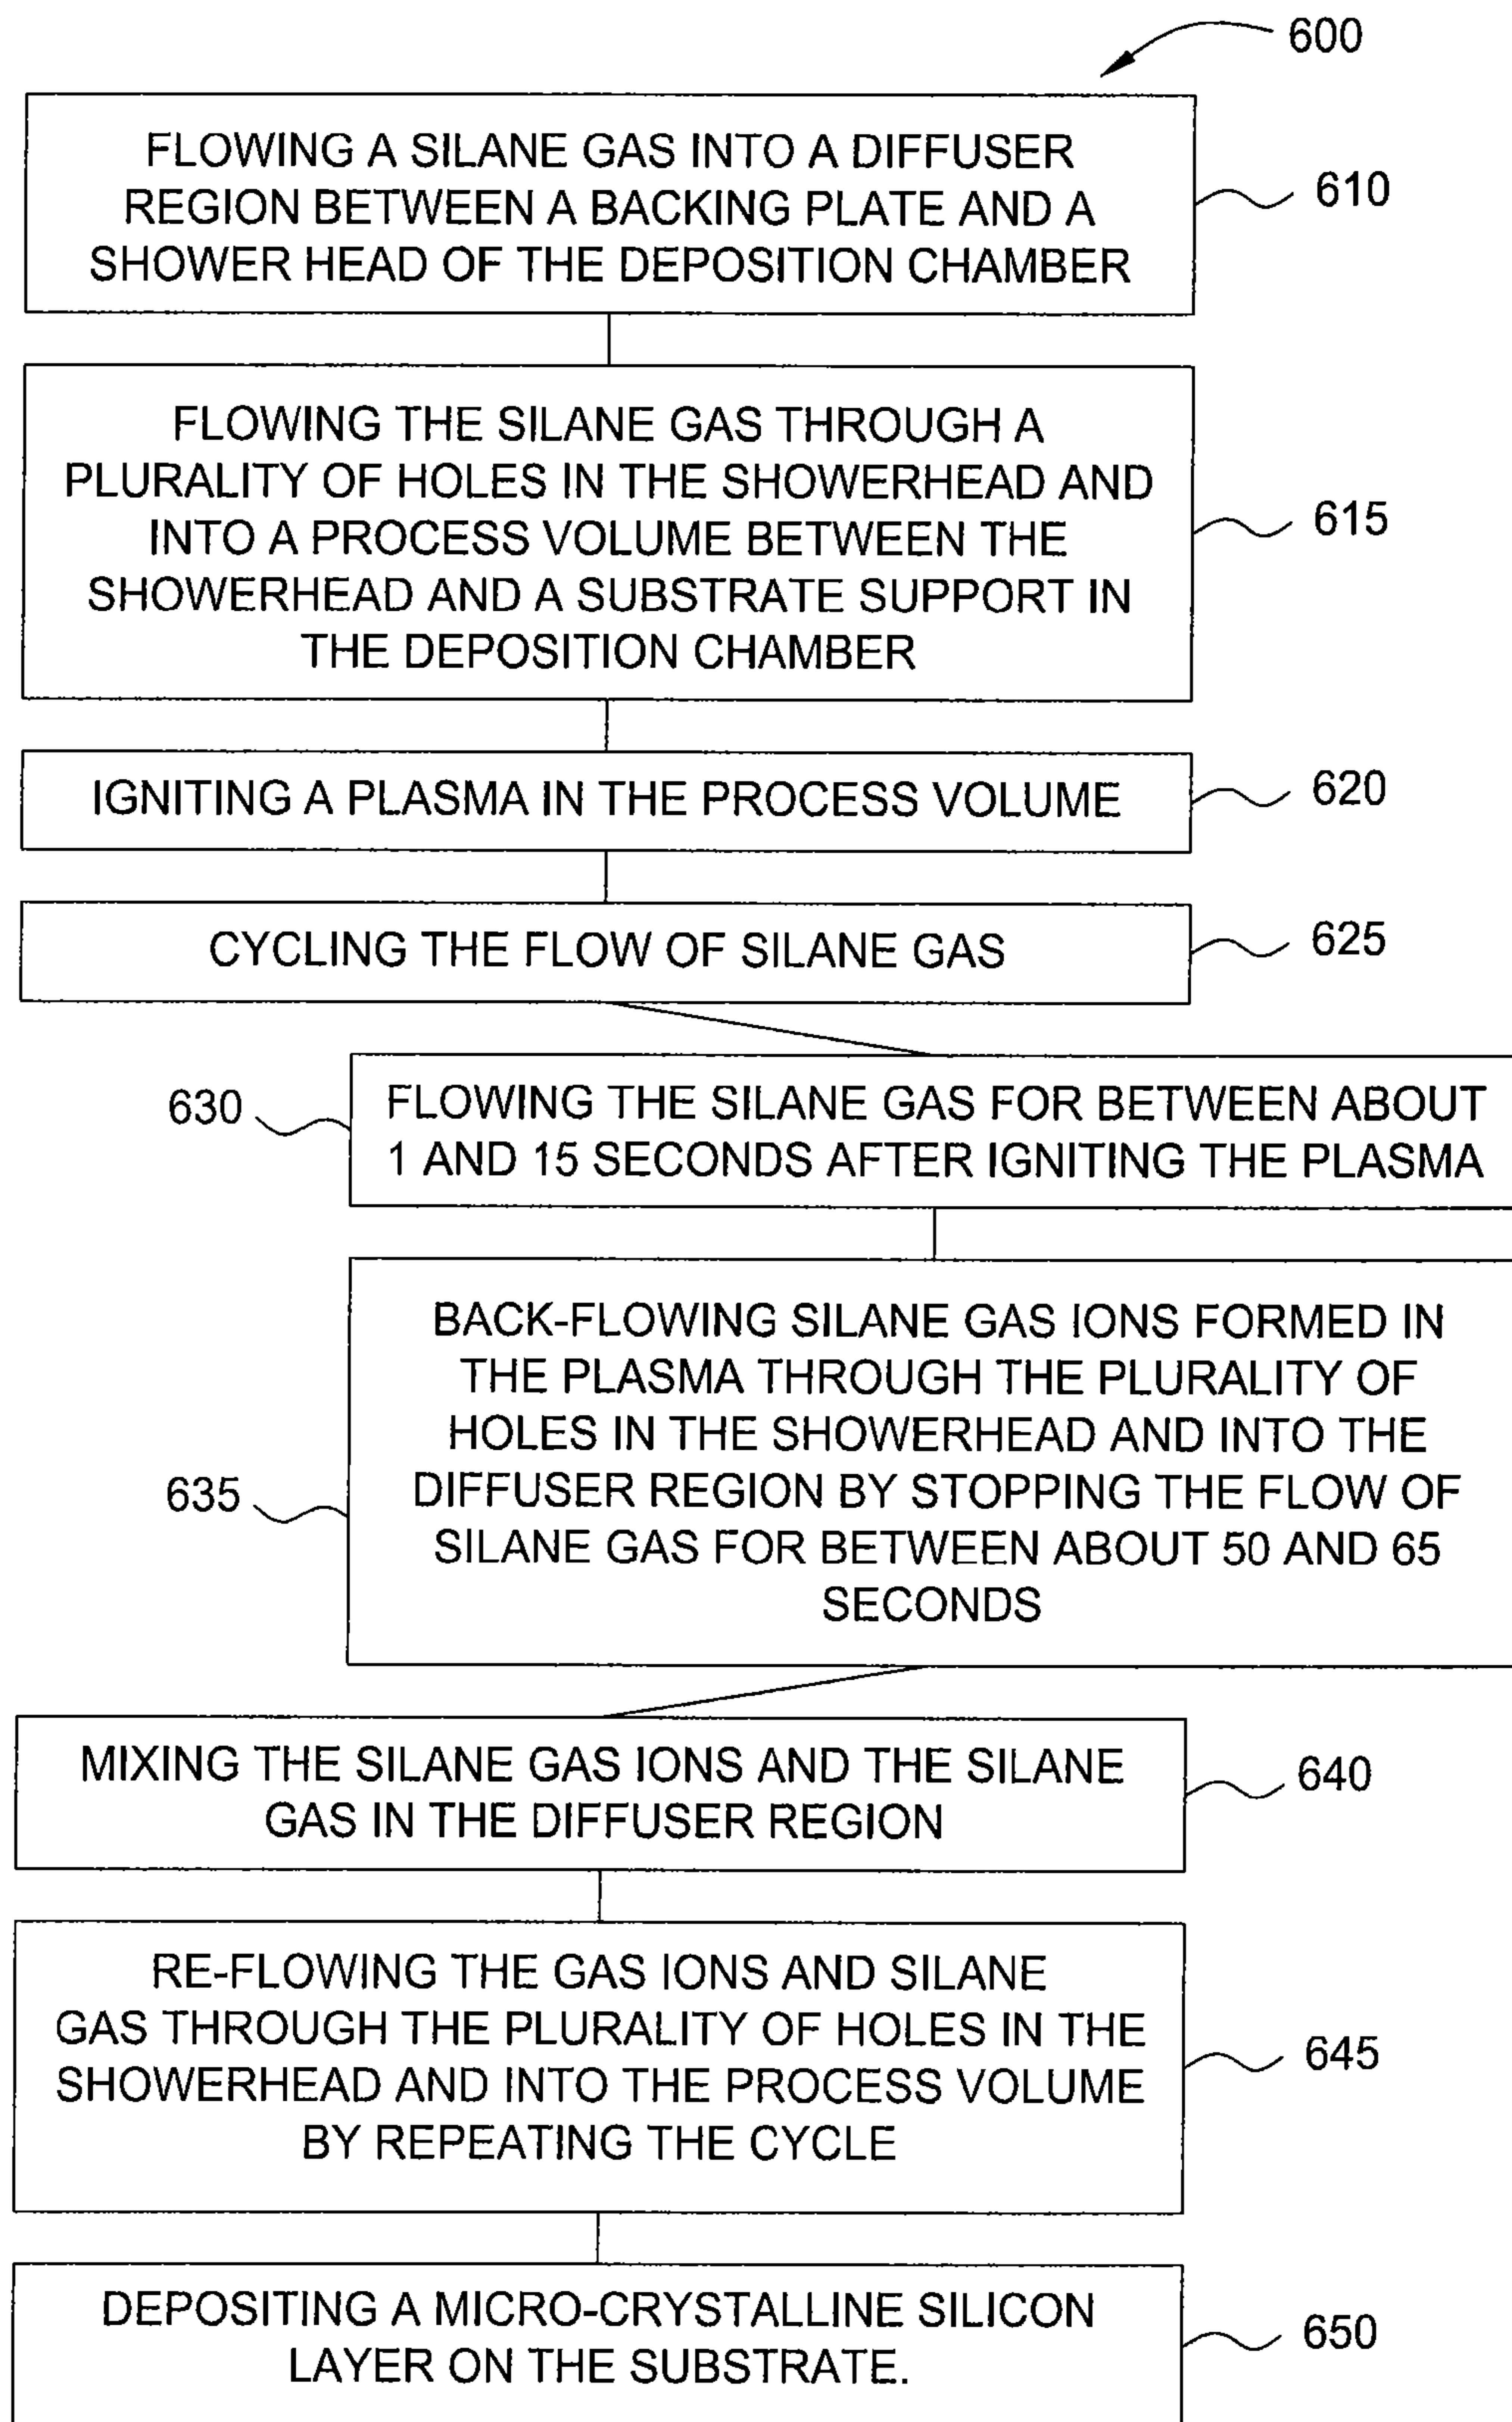 600
FLOWING A SILANE GAS INTO A DIFFUSER
REGION BETWEEN A BACKING PLATE AND A
SHOWER HEAD OF THE DEPOSITION CHAMBER
610
FLOWING THE SILANE GAS THROUGH A
PLURALITY OF HOLES IN THE SHOWERHEAD AND
INTO A PROCESS VOLUME BETWEEN THE
SHOWERHEAD AND A SUBSTRATE SUPPORT IN
THE DEPOSITION CHAMBER
615
IGNITING A PLASMA IN THE PROCESS VOLUME
620
CYCLING THE FLOW OF SILANE GAS
625
630
FLOWING THE SILANE GAS FOR BETWEEN ABOUT
1 AND 15 SECONDS AFTER IGNITING THE PLASMA
635
BACK-FLOWING SILANE GAS IONS FORMED IN
THE PLASMA THROUGH THE PLURALITY OF
HOLES IN THE SHOWERHEAD AND INTO THE
DIFFUSER REGION BY STOPPING THE FLOW OF
SILANE GAS FOR BETWEEN ABOUT 50 AND 65
SECONDS
MIXING THE SILANE GAS IONS AND THE SILANE
GAS IN THE DIFFUSER REGION
640
RE-FLOWING THE GAS IONS AND SILANE
GAS THROUGH THE PLURALITY OF HOLES IN THE
SHOWERHEAD AND INTO THE PROCESS VOLUME
BY REPEATING THE CYCLE
645
DEPOSITING A MICRO-CRYSTALLINE SILICON
LAYER ON THE SUBSTRATE.
650